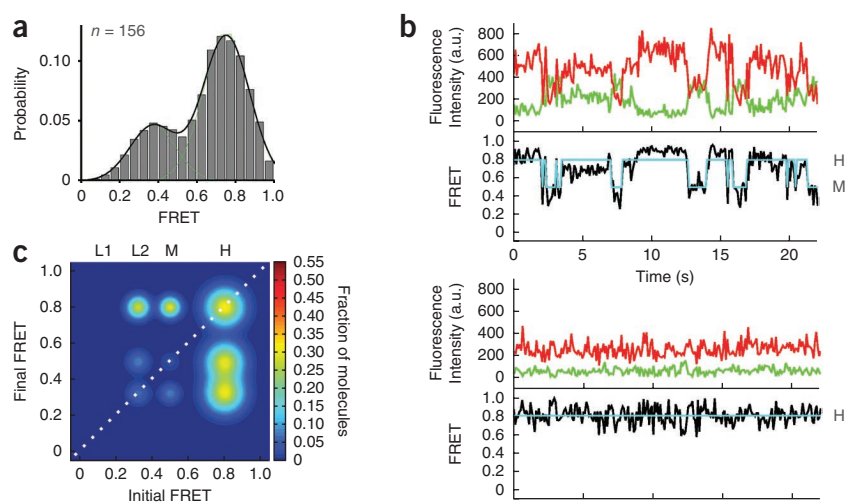 a
n = 156
0.10
0.05
0
Probability
0 0.2 0.4 0.6 0.8 1.0
FRET
b
Fluorescence
Intensity (a.u.)
800
600
400
200
0
FRET
1.0
0.8
0.6
0.4
0.2
0
H
M
0 5 10 15 20
Time (s)
Fluorescence
Intensity (a.u.)
800
600
400
200
0
FRET
1.0
0.8
0.6
0.4
0.2
0
H
c
L1 L2 M H
Final FRET
1.0
0.8
0.6
0.4
0.2
0
0 0.2 0.4 0.6 0.8 1.0
Initial FRET
0.55
0.50
0.45
0.40
0.35
0.30
0.25
0.20
0.15
0.10
0.05
0
Fraction of molecules